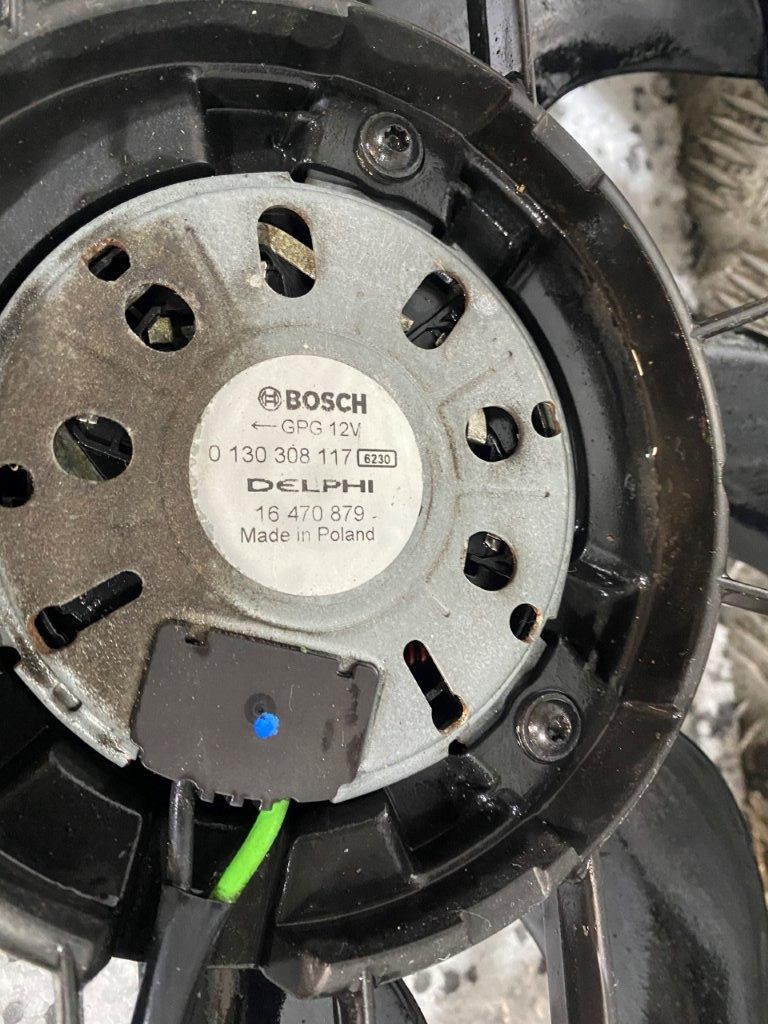 BOSCH
← GPG 12V
0 130 308 117 6230
DELPHI
16 470 879
Made in Poland